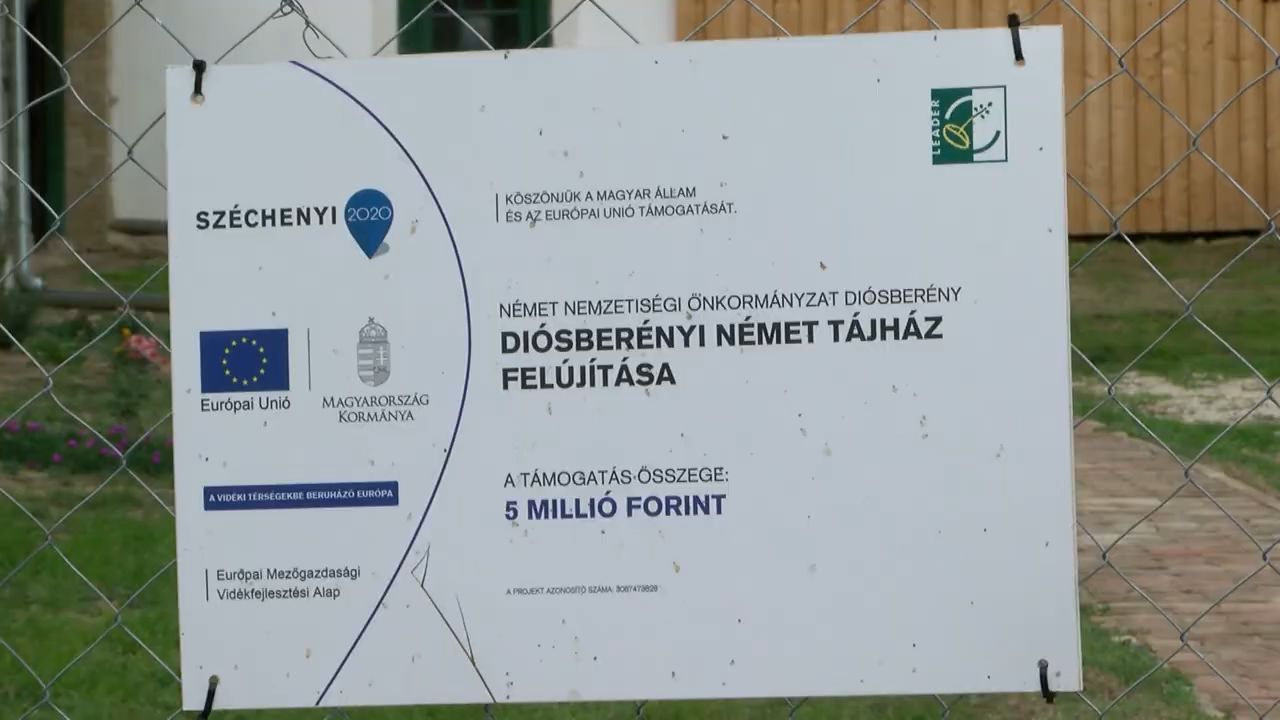 LEADER
SZÉCHENYI 2020
KÖSZÖNJÜK A MAGYAR ÁLLAM
ÉS AZ EURÓPAI UNIÓ TÁMOGATÁSÁT.
NÉMET NEMZETISÉGI ÖNKORMÁNYZAT DIÓSBERÉNY
DIÓSBERÉNYI NÉMET TÁJHÁZ
FELÚJÍTÁSA
Európai Unió
MAGYARORSZÁG
KORMÁNYA
A TÁMOGATÁS ÖSSZEGE:
5 MILLIÓ FORINT
A VIDÉKI TÉRSÉGEKBE BERUHÁZÓ EURÓPA
Európai Mezőgazdasági
Vidékfejlesztési Alap
A PROJEKT AZONOSÍTÓ SZÁMA: